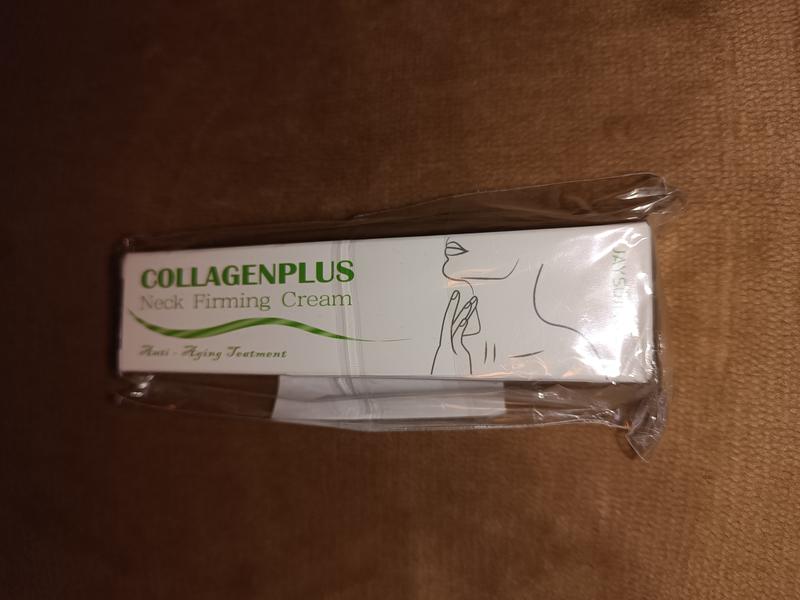 COLLAGENPLUS
Neck Firming Cream
Anti - Aging Teatment